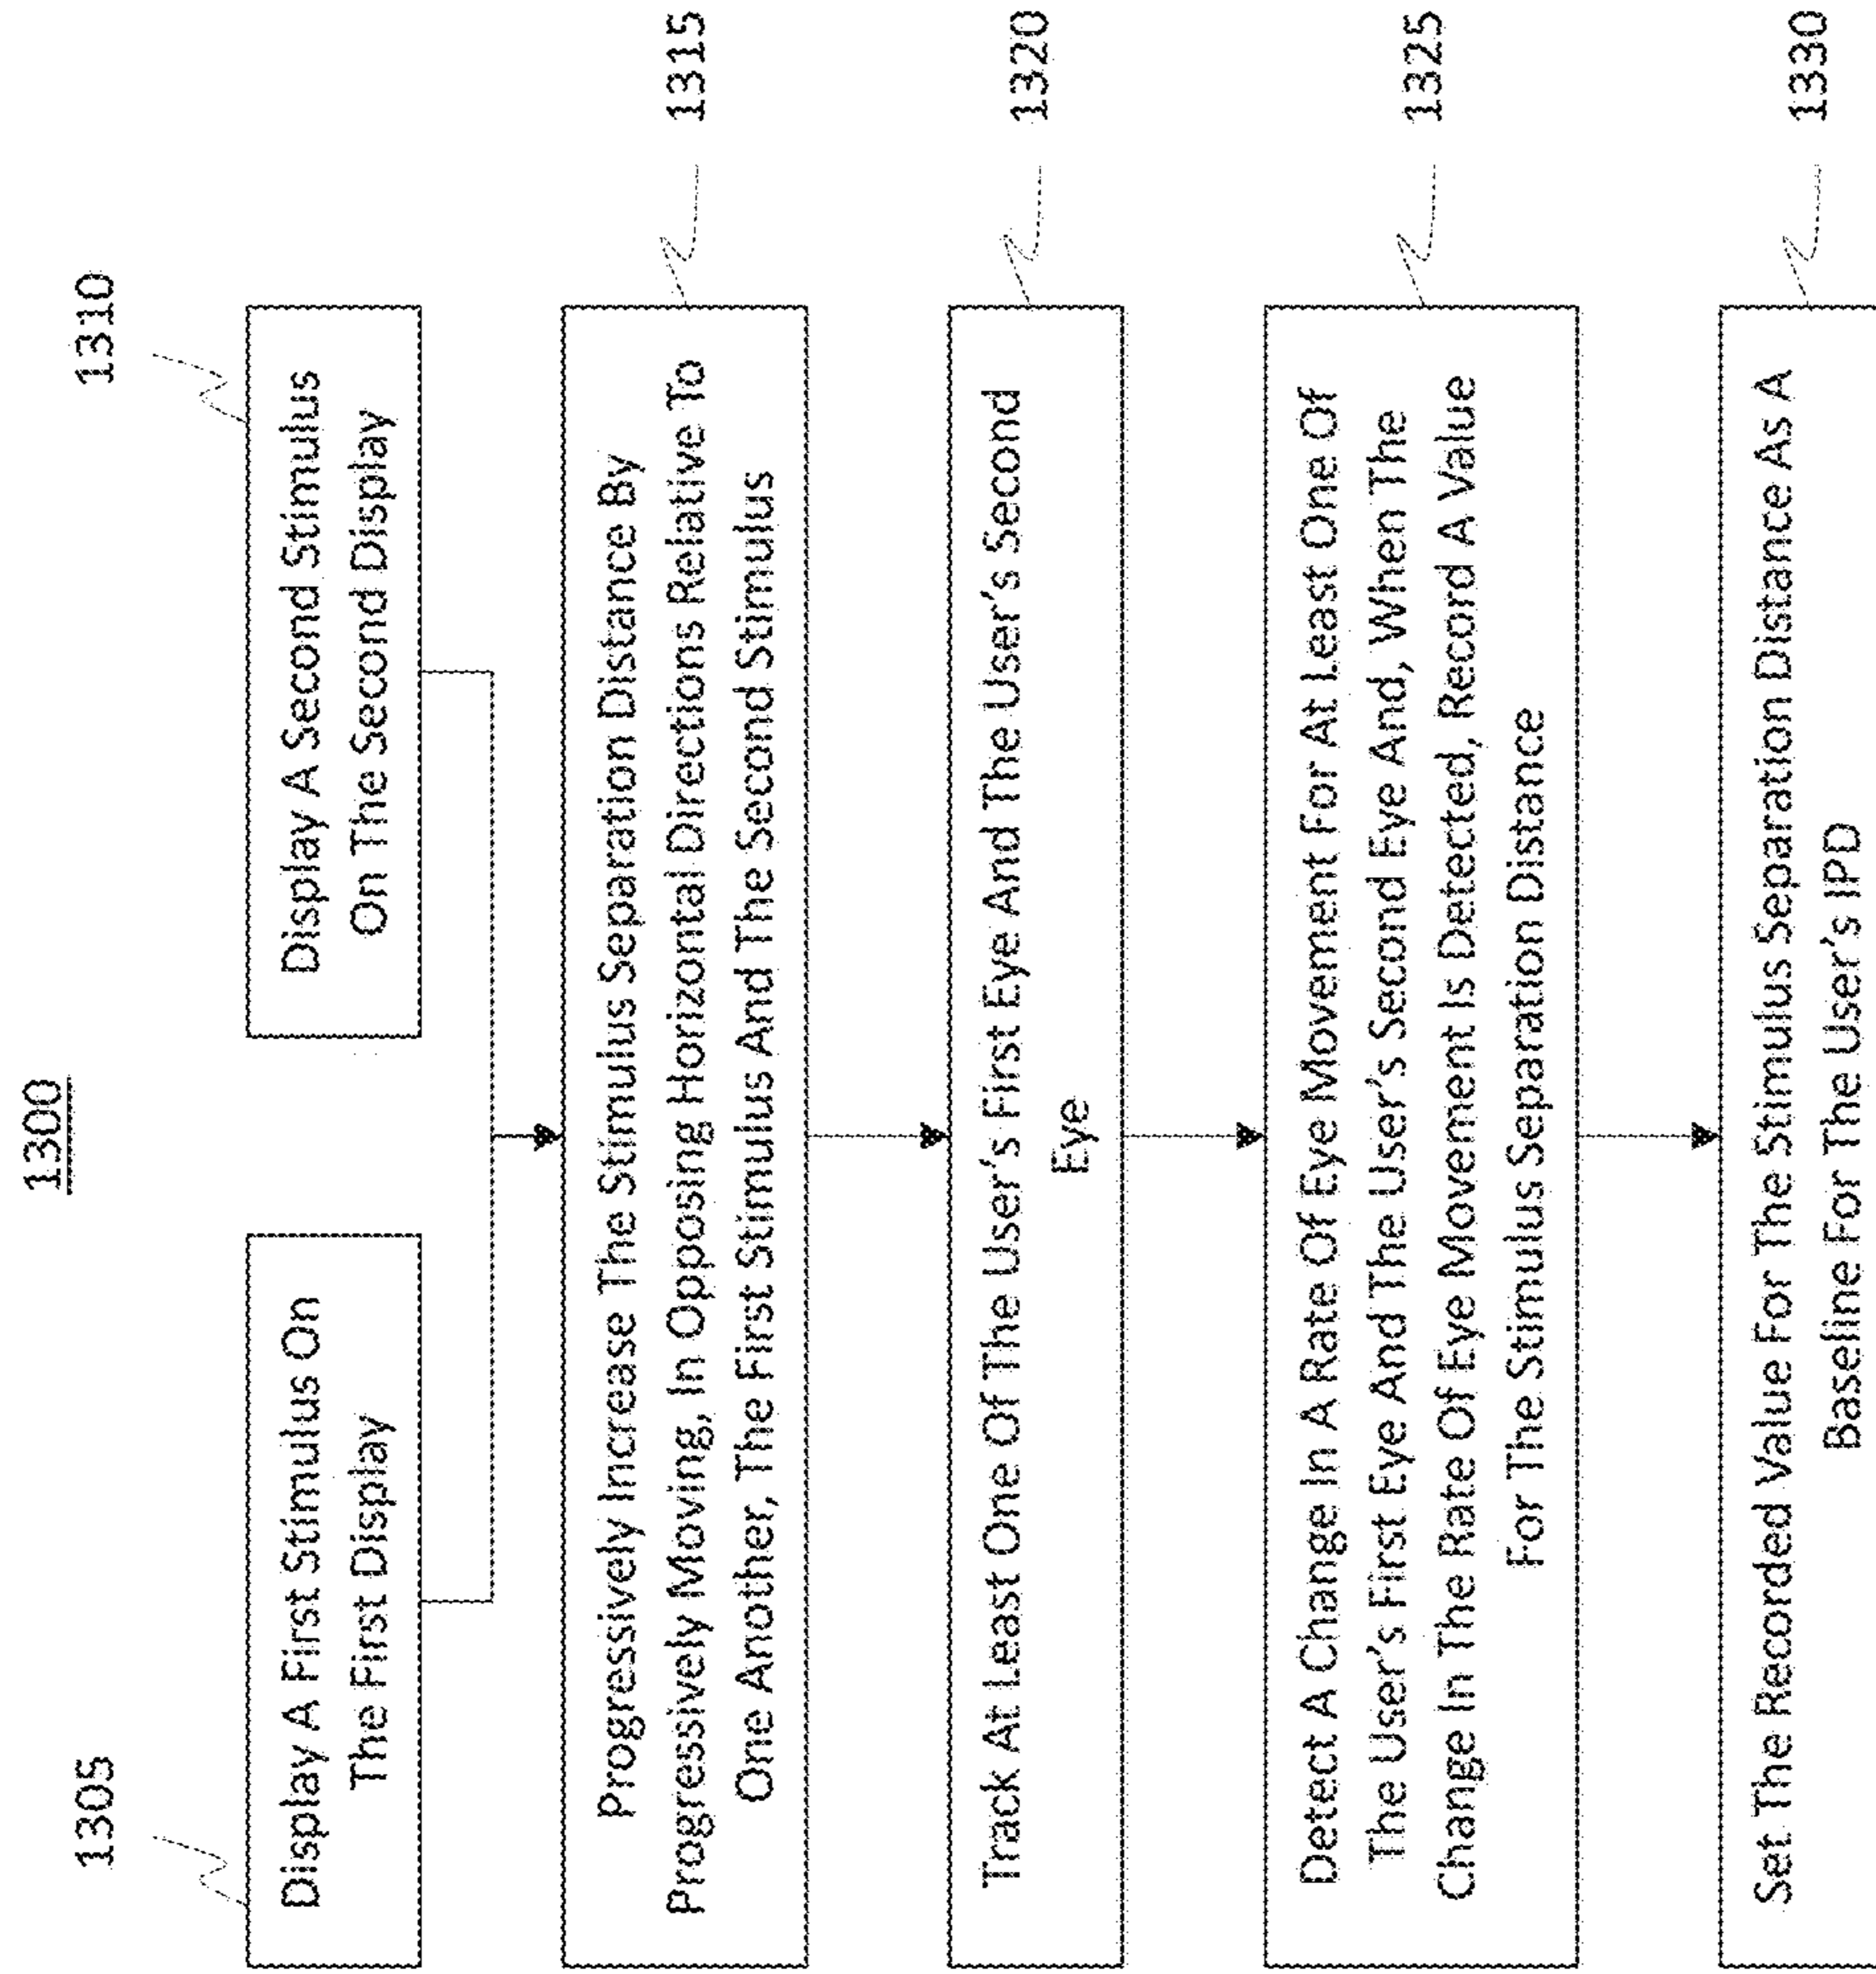 1300
1305
1310
Display A First Stimulus On
The First Display
Display A Second Stimulus
On The Second Display
Progressively Increase The Stimulus Separation Distance By
Progressively Moving, In Opposing Horizontal Directions Relative To
One Another, The First Stimulus And The Second Stimulus
1315
Track At Least One Of The User's First Eye And The User's Second
Eye
1320
Detect A Change In A Rate Of Eye Movement For At Least One Of
The User's First Eye And The User's Second Eye And, When The
Change In The Rate Of Eye Movement Is Detected, Record A Value
For The Stimulus Separation Distance
1325
Set The Recorded Value For The Stimulus Separation Distance As A
Baseline For The User's IPD
1330